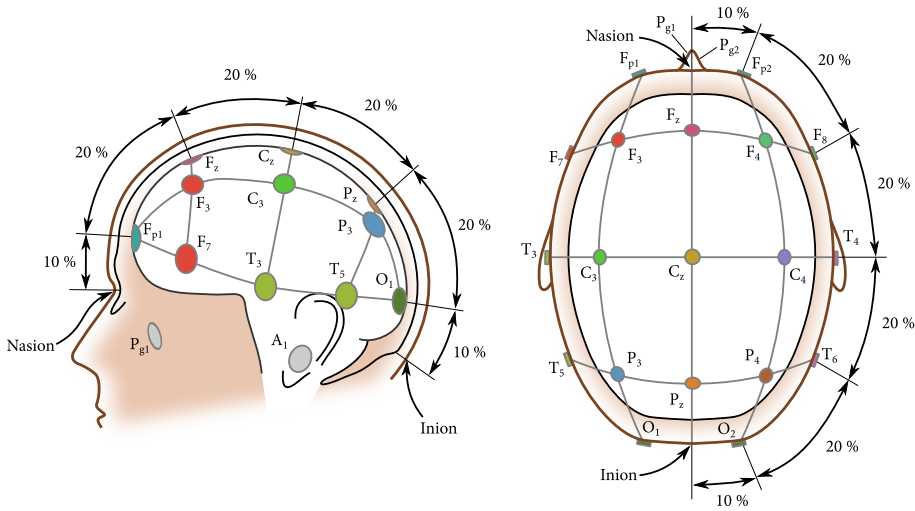 20 %
20 %
20 %
20 %
10 %
10 %
Fz
Cz
Pz
F3
C3
P3
Fp1
F7
T3
T5
O1
Nasion
Pg1
A1
Inion
10 %
Pg1
Nasion
Pg2
Fp1
Fp2
20 %
Fz
F7
F3
F4
F8
20 %
T3
T4
C3
Cz
C4
20 %
T5
P3
P4
T6
Pz
O1
O2
20 %
Inion
10 %